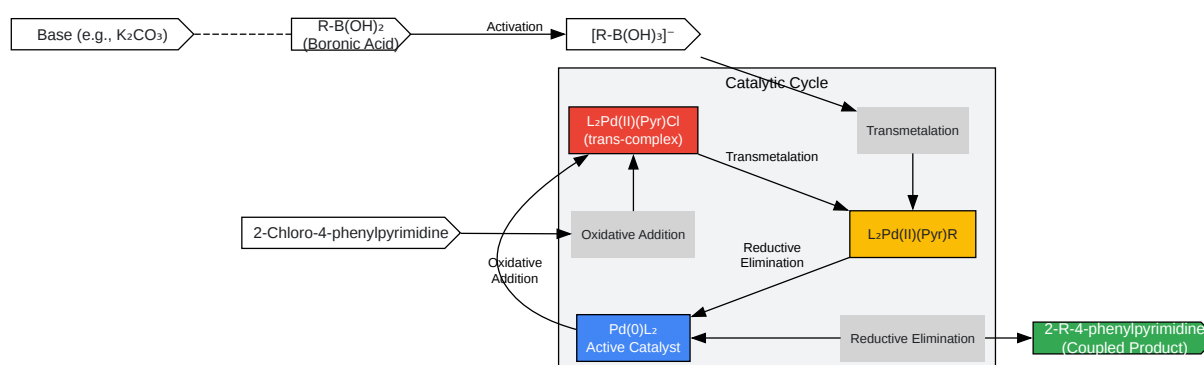 Base (e.g., K₂CO₃)
R-B(OH)₂
(Boronic Acid)
Activation
[R-B(OH)₃]⁻
Catalytic Cycle
L₂Pd(II)(Pyr)Cl
(trans-complex)
Transmetalation
Transmetalation
2-Chloro-4-phenylpyrimidine
Oxidative Addition
L₂Pd(II)(Pyr)R
Oxidative
Addition
Reductive
Elimination
Pd(0)L₂
Active Catalyst
Reductive Elimination
2-R-4-phenylpyrimidine
(Coupled Product)